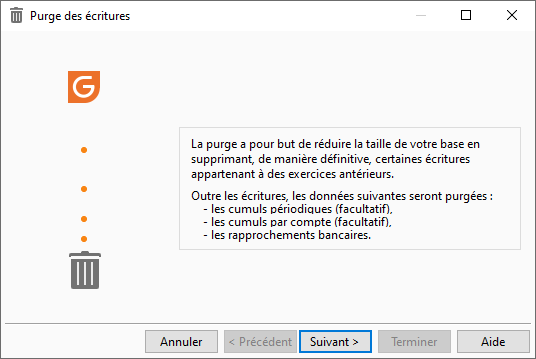 Purge des écritures
G
La purge a pour but de réduire la taille de votre base en
supprimant, de manière définitive, certaines écritures
appartenant à des exercices antérieurs.
Outre les écritures, les données suivantes seront purgées :
- les cumuls périodiques (facultatif),
- les cumuls par compte (facultatif),
- les rapprochements bancaires.
Annuler
< Précédent
Suivant >
Terminer
Aide